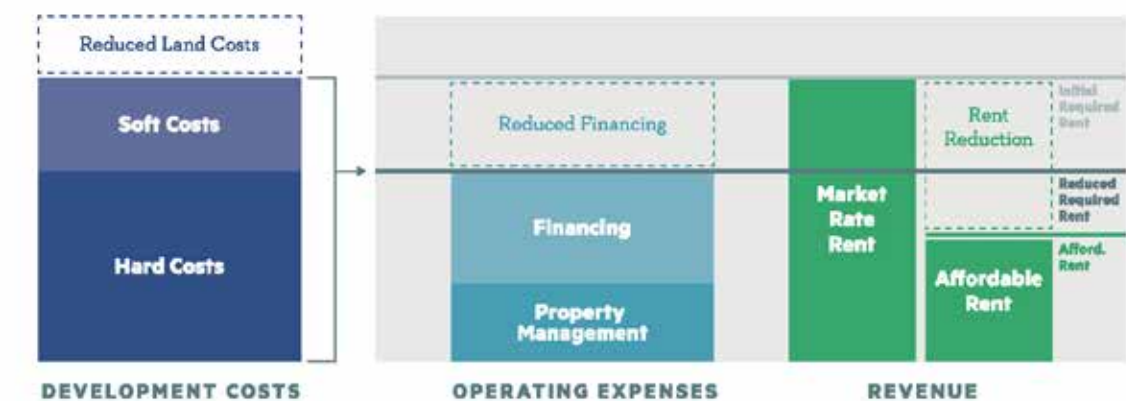 Reduced Land Costs
Soft Costs
Hard Costs
DEVELOPMENT COSTS
Reduced Financing
Financing
Property
Management
OPERATING EXPENSES
Market
Rate
Rent
Rent
Reduction
Affordable
Rent
REVENUE
Initial
Required
Rent
Reduced
Required
Rent
Afford.
Rent